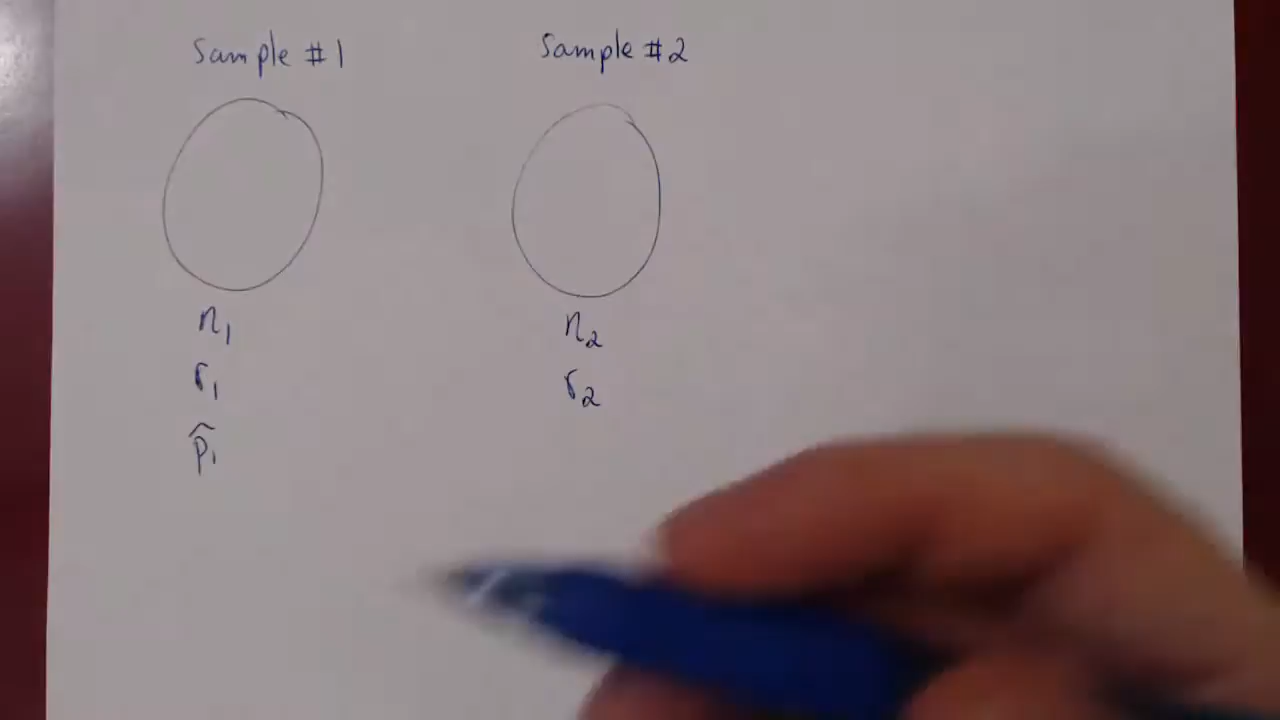 Sample #1
Sample #2
n₁
n₂
r₁
r₂
p̂₁